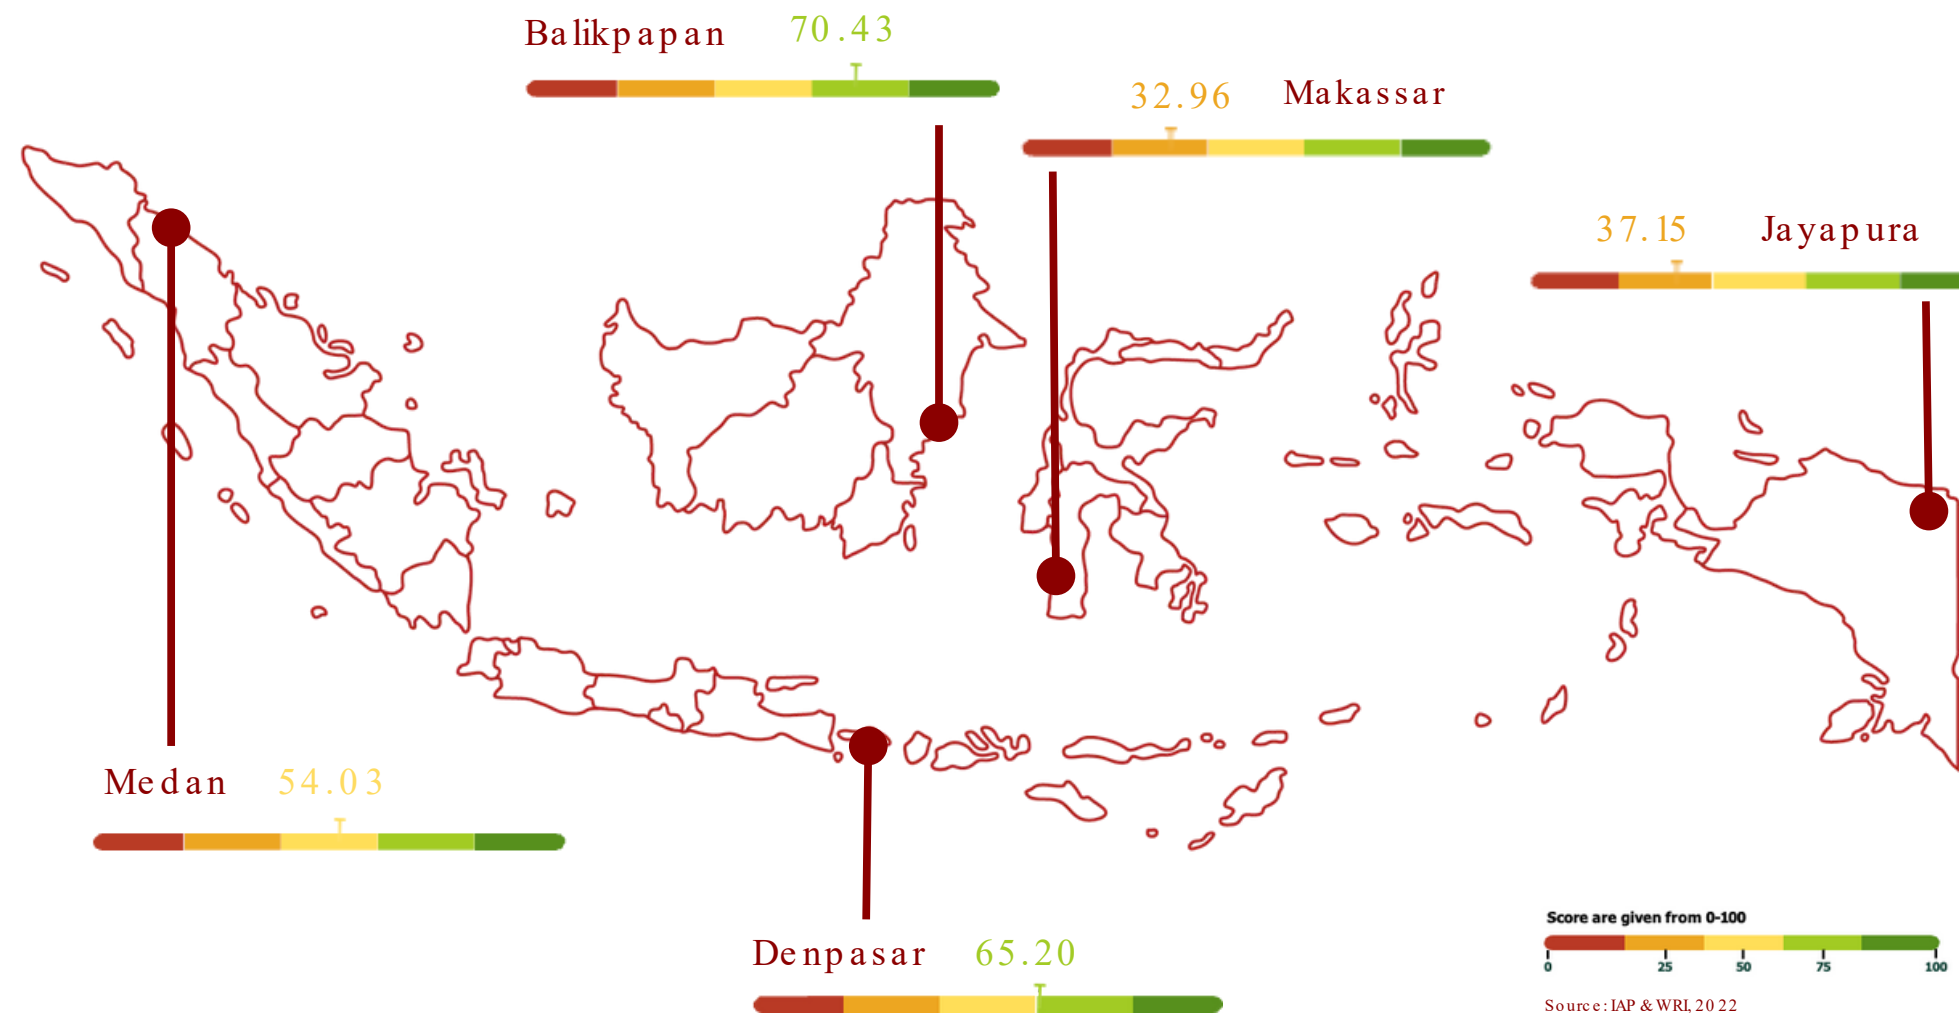 Balikpapan 70.43
32.96 Makassar
37.15 Jayapura
Medan 54.03
Denpasar 65.20
Score are given from 0-100
0 25 50 75 100
Source: IAP & WRI, 2022